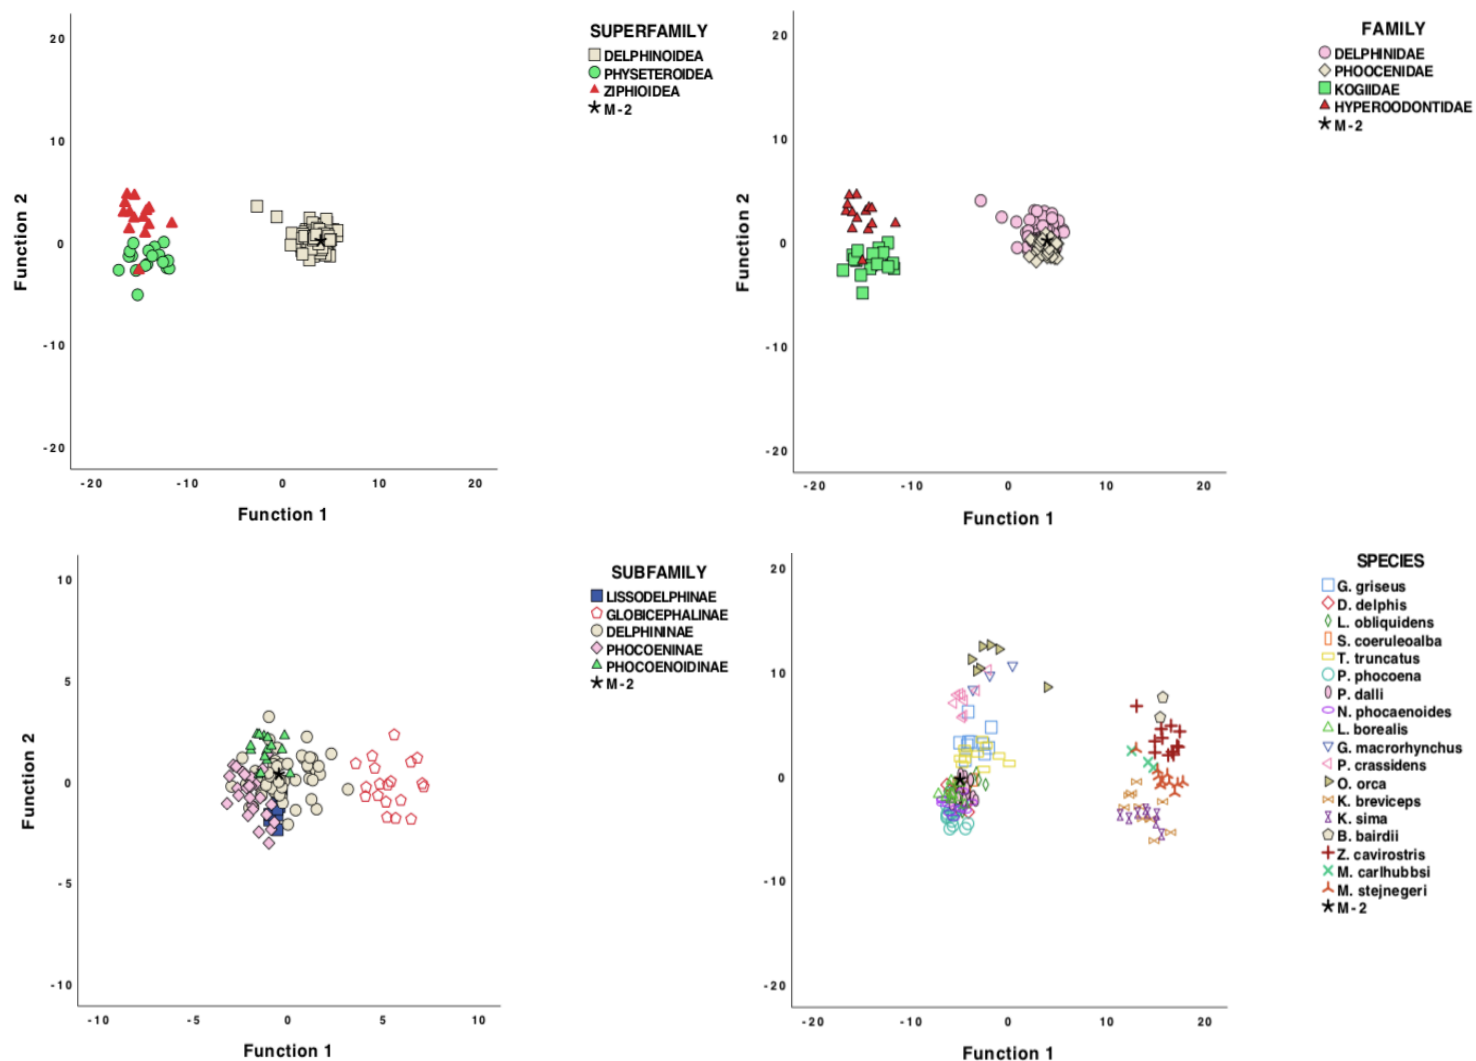 SUPERFAMILY
DELPHINOIDEA
PHYSETEROIDEA
ZIPHIOIDEA
M-2
20
10
0
-10
-20
Function 2
-20 -10 0 10 20
Function 1
FAMILY
DELPHINIDAE
PHOOCENIDAE
KOGIIDAE
HYPEROODONTIDAE
M-2
20
10
0
-10
-20
Function 2
-20 -10 0 10 20
Function 1
SUBFAMILY
LISSODELPHINAE
GLOBICEPHALINAE
DELPHININAE
PHOCOENINAE
PHOCOENOIDINAE
M-2
10
5
0
-5
-10
Function 2
-10 -5 0 5 10
Function 1
SPECIES
G. griseus
D. delphis
L. obliquidens
S. coeruleoalba
T. truncatus
P. phocoena
P. dalli
N. phocaenoides
L. borealis
G. macrorhynchus
P. crassidens
O. orca
K. breviceps
K. sima
B. bairdii
Z. cavirostris
M. carlhubbsi
M. stejnegeri
M-2
20
10
0
-10
-20
-20 -10 0 10 20
Function 1